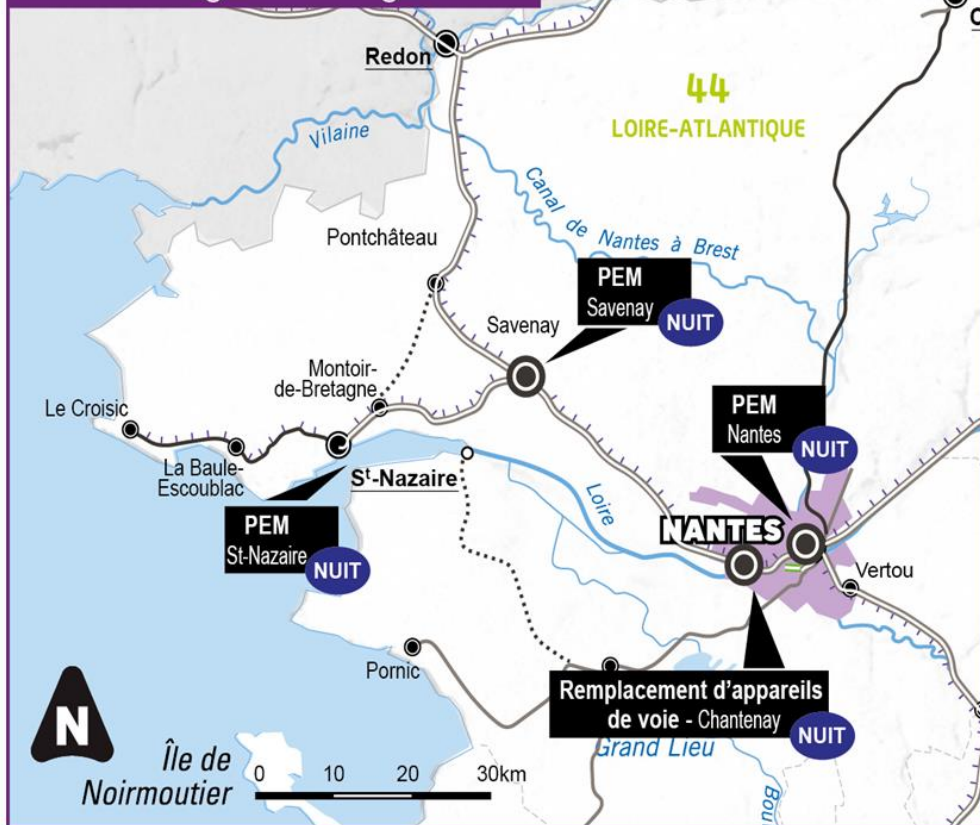 Redon
44
LOIRE-ATLANTIQUE
Vilaine
Canal de Nantes à Brest
Pontchâteau
PEM
Savenay
NUIT
Savenay
Montoir-
de-Bretagne
Le Croisic
La Baule-
Escoublac
St-Nazaire
PEM
St-Nazaire
NUIT
PEM
Nantes
NUIT
Loire
NANTES
Vertou
Pornic
Remplacement d'appareils
de voie - Chantenay
NUIT
Grand Lieu
N
Île de
Noirmoutier
0 10 20 30km
Bou